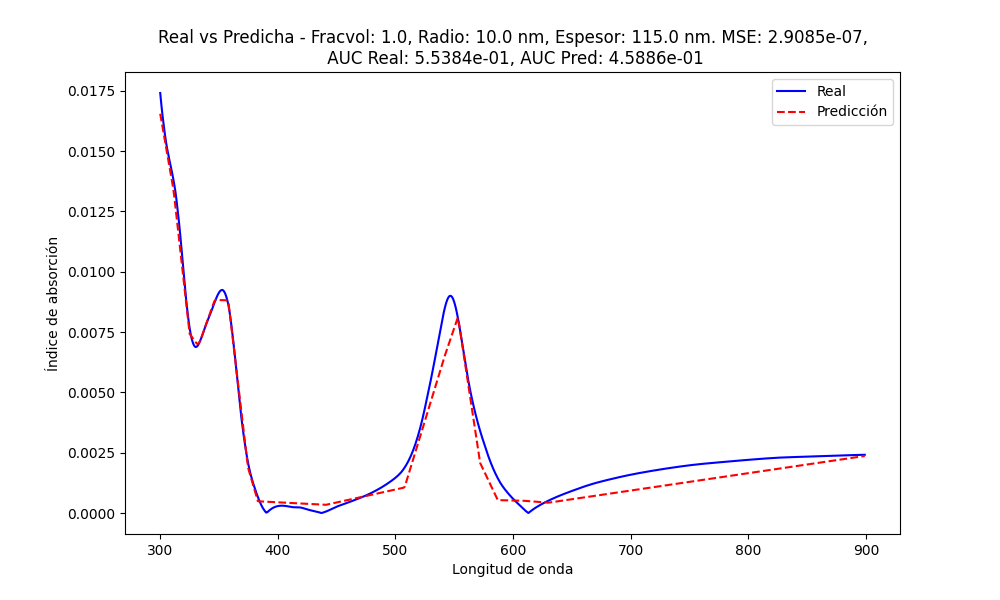 Real vs Predicha - Fracvol: 1.0, Radio: 10.0 nm, Espesor: 115.0 nm. MSE: 2.9085e-07,
AUC Real: 5.5384e-01, AUC Pred: 4.5886e-01
Real
Predicción
Índice de absorción
0.0175
0.0150
0.0125
0.0100
0.0075
0.0050
0.0025
0.0000
300 400 500 600 700 800 900
Longitud de onda